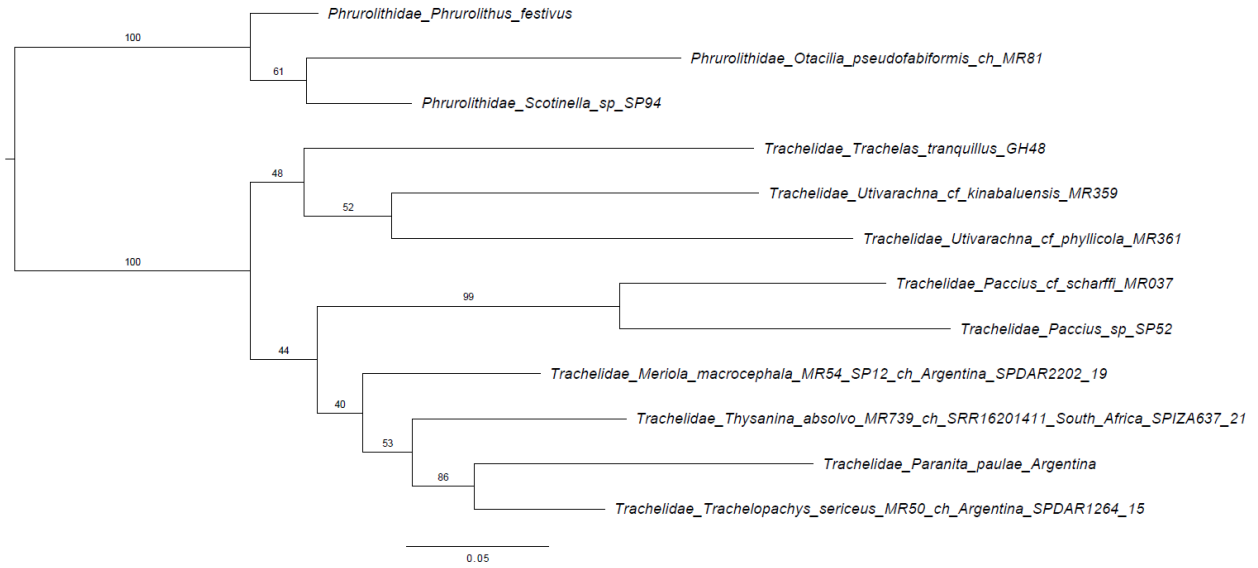 Phrurolithidae_Phrurolithus_festivus
100
Phrurolithidae_Otacilia_pseudofabiformis_ch_MR81
61
Phrurolithidae_Scotinella_sp_SP94
Trachelidae_Trachelas_tranquillus_GH48
48
Trachelidae_Utivarachna_cf_kinabaluensis_MR359
52
Trachelidae_Utivarachna_cf_phyllicola_MR361
100
Trachelidae_Paccius_cf_scharffi_MR037
99
Trachelidae_Paccius_sp_SP52
44
Trachelidae_Meriola_macrocephala_MR54_SP12_ch_Argentina_SPDAR2202_19
40
Trachelidae_Thysanina_absolvo_MR739_ch_SRR16201411_South_Africa_SPIZA637_21
53
Trachelidae_Paranita_paulae_Argentina
86
Trachelidae_Trachelopachys_sericeus_MR50_ch_Argentina_SPDAR1264_15
0.05